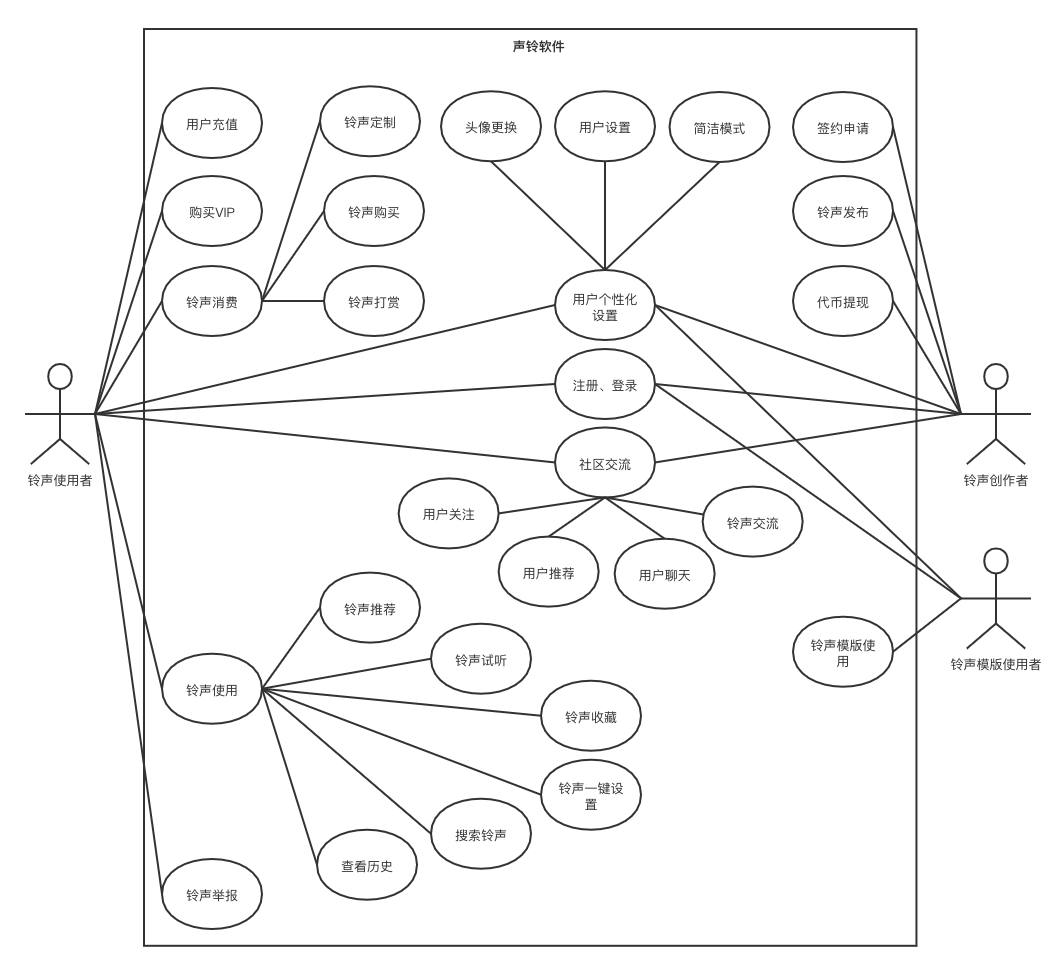 声铃软件
用户充值
铃声定制
头像更换
用户设置
简洁模式
签约申请
购买VIP
铃声购买
铃声发布
铃声消费
铃声打赏
用户个性化
设置
代币提现
注册、登录
社区交流
铃声使用者
铃声创作者
用户关注
铃声交流
用户推荐
用户聊天
铃声推荐
铃声模版使
用
铃声模版使用者
铃声试听
铃声使用
铃声收藏
铃声一键设
置
搜索铃声
查看历史
铃声举报